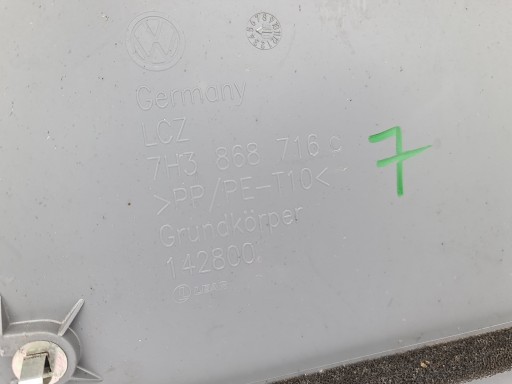 Germany
LCZ
7H3 868 716 C
>PP/PE-T10<
Grundkörper
142800
7